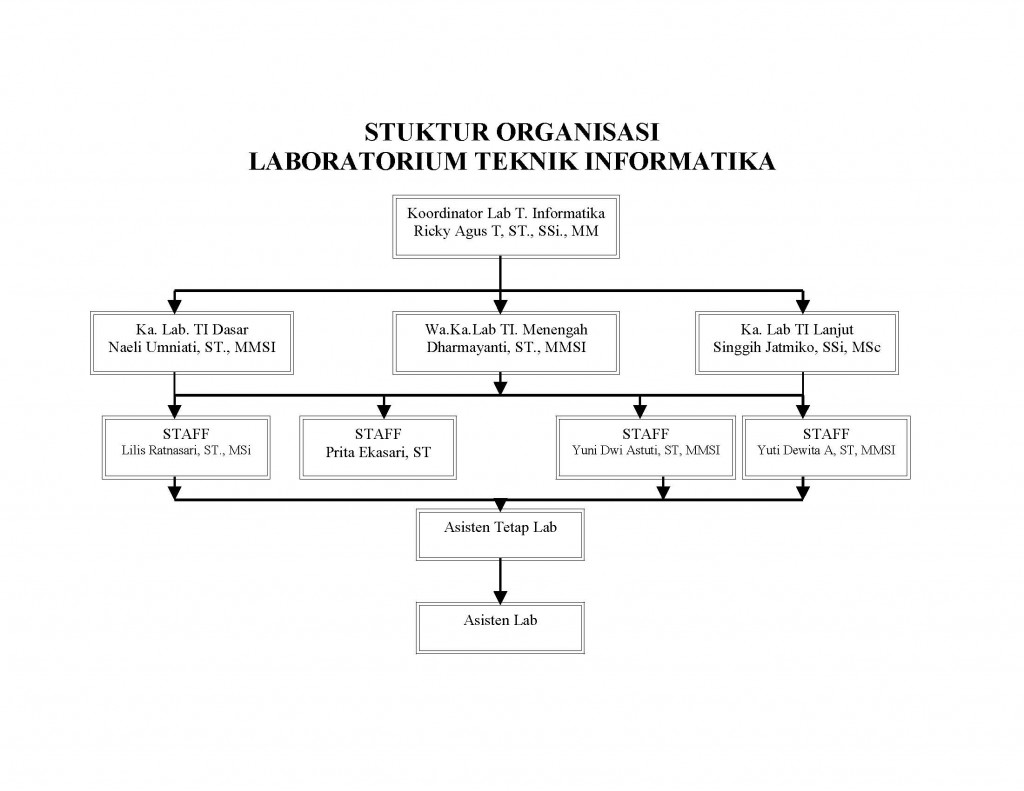 STUKTUR ORGANISASI
LABORATORIUM TEKNIK INFORMATIKA
Koordinator Lab T. Informatika
Ricky Agus T, ST., SSi., MM
Ka. Lab. TI Dasar
Naeli Umniati, ST., MMSI
Wa.Ka.Lab TI. Menengah
Dharmayanti, ST., MMSI
Ka. Lab TI Lanjut
Singgih Jatmiko, SSi, MSc
STAFF
Lilis Ratnasari, ST., MSi
STAFF
Prita Ekasari, ST
STAFF
Yuni Dwi Astuti, ST, MMSI
STAFF
Yuti Dewita A, ST, MMSI
Asisten Tetap Lab
Asisten Lab